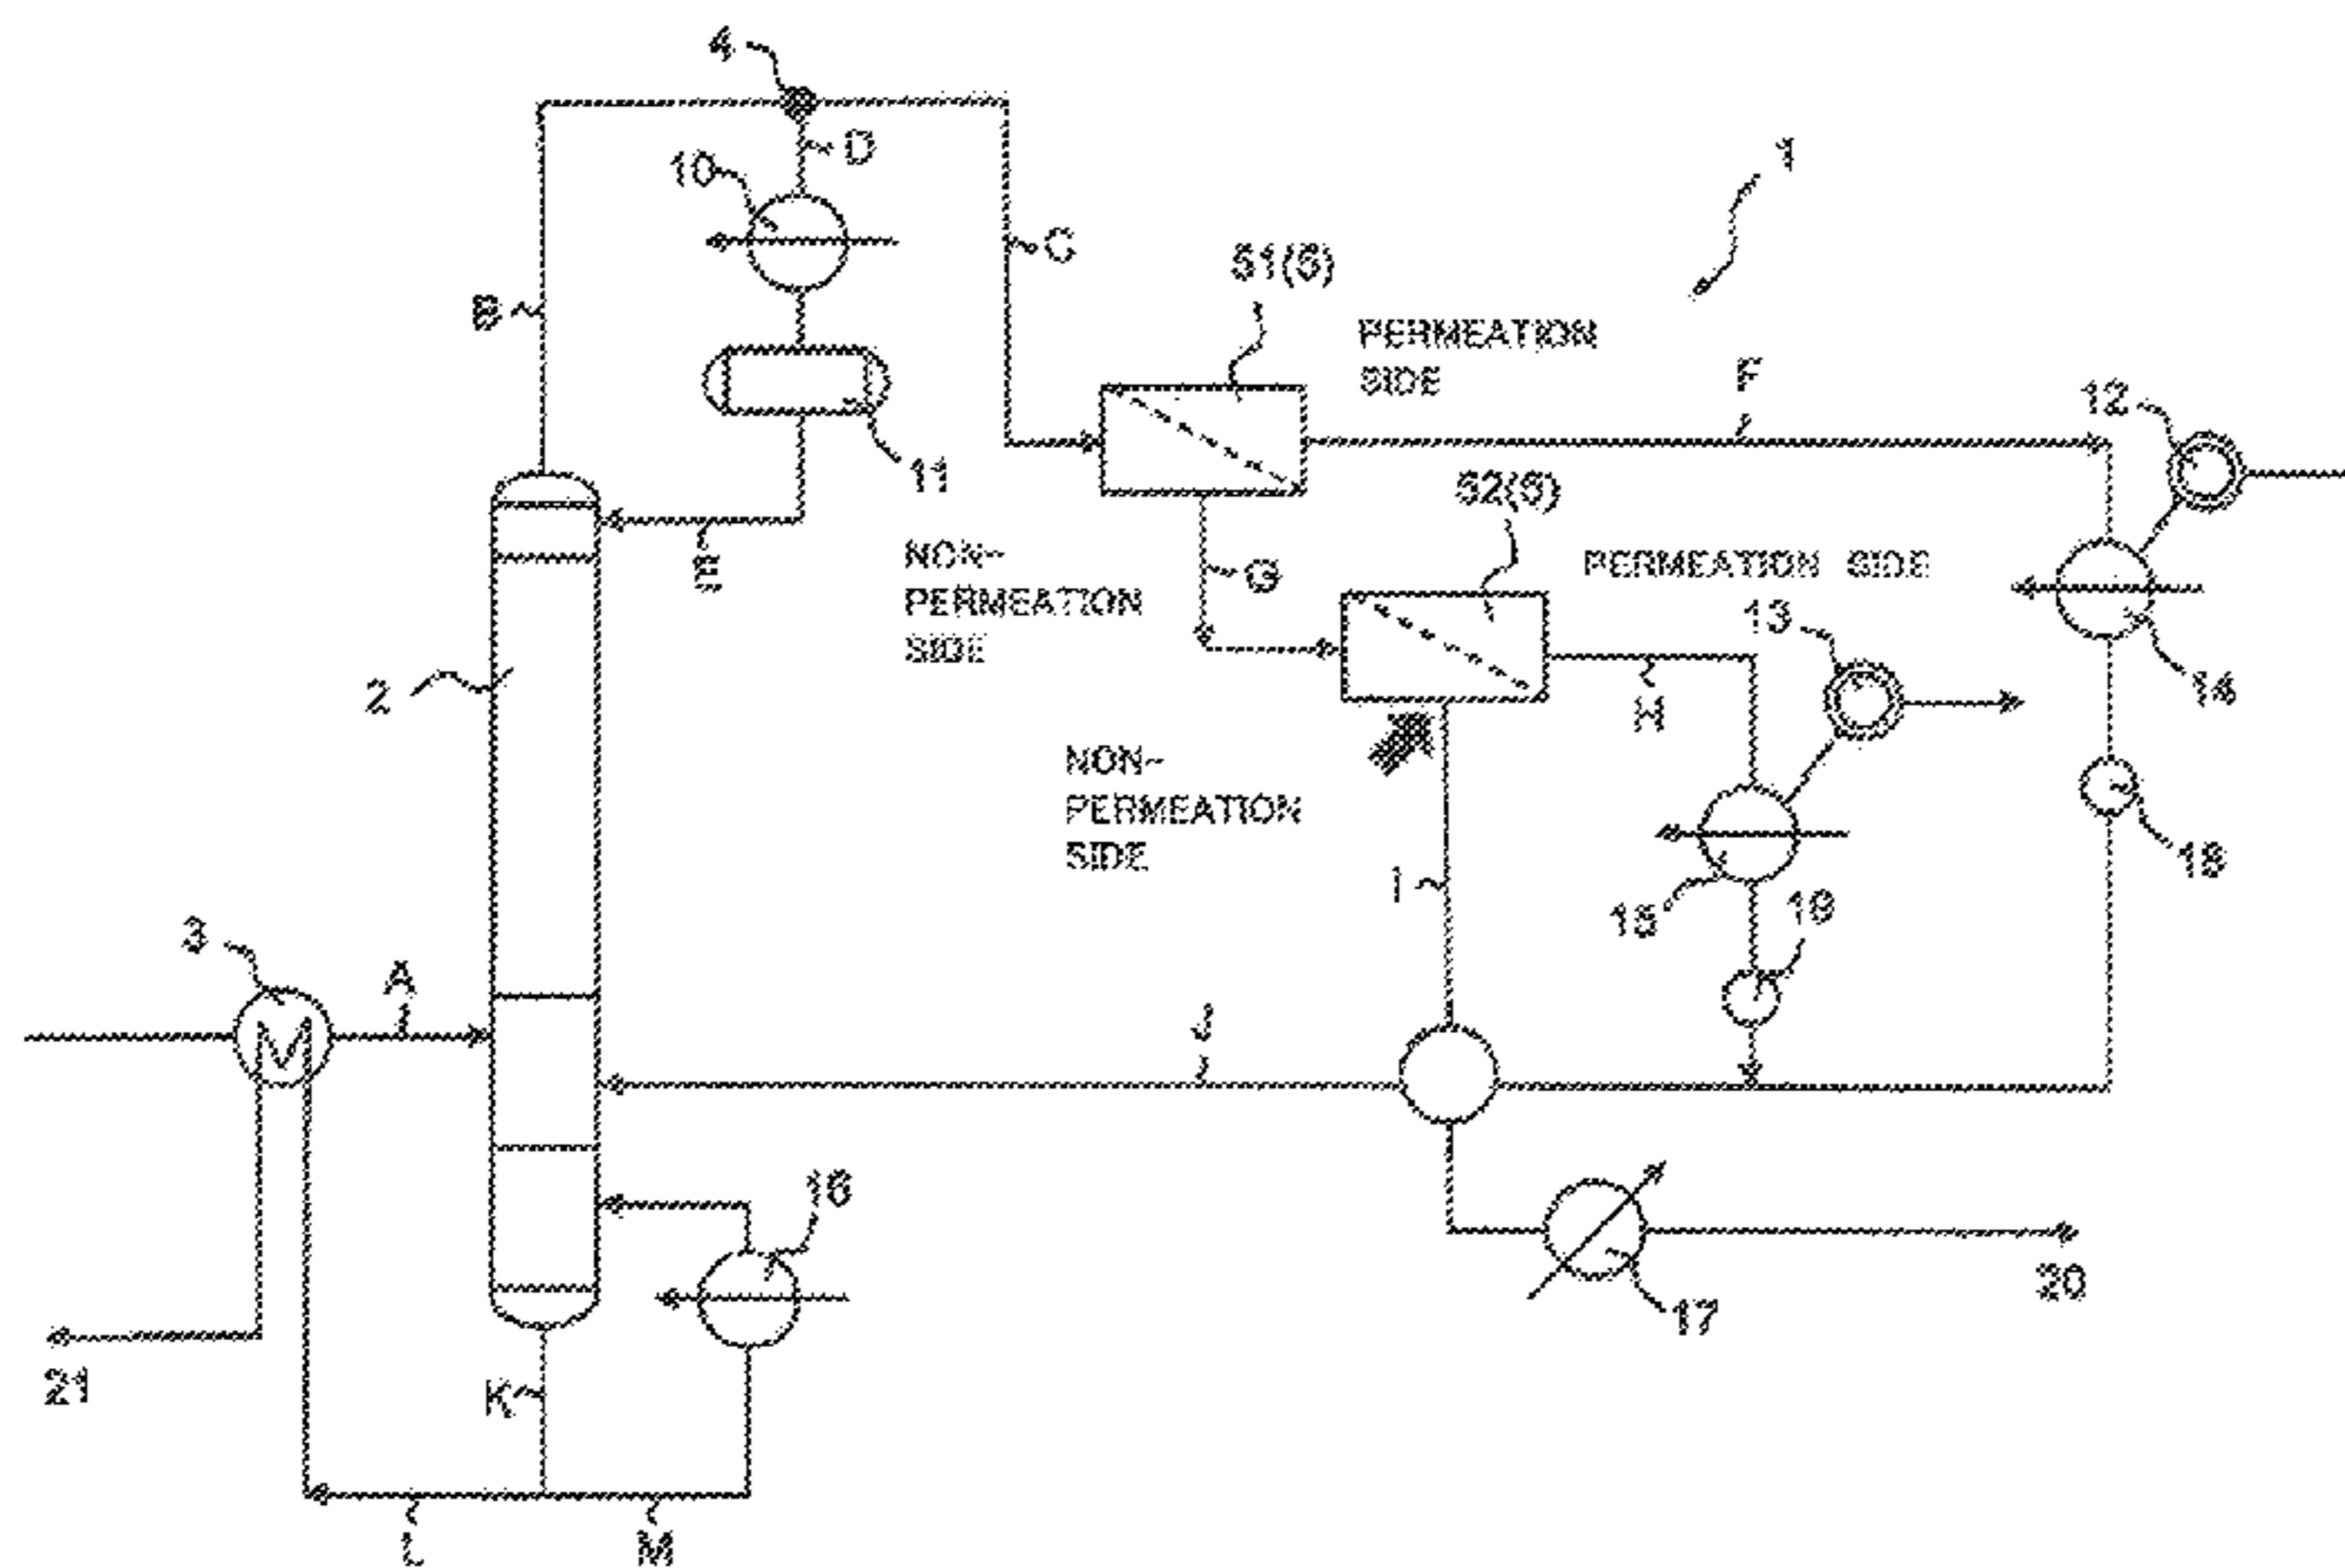 4
D
10
1
C
51(5)
B
PERMEATION
SIDE
F
12
11
52(5)
E
NON-
PERMEATION
SIDE
G
PERMEATION SIDE
13
2
H
14
NON-
PERMEATION
SIDE
18
I
15
19
3
A
J
16
20
17
21
K
L
M